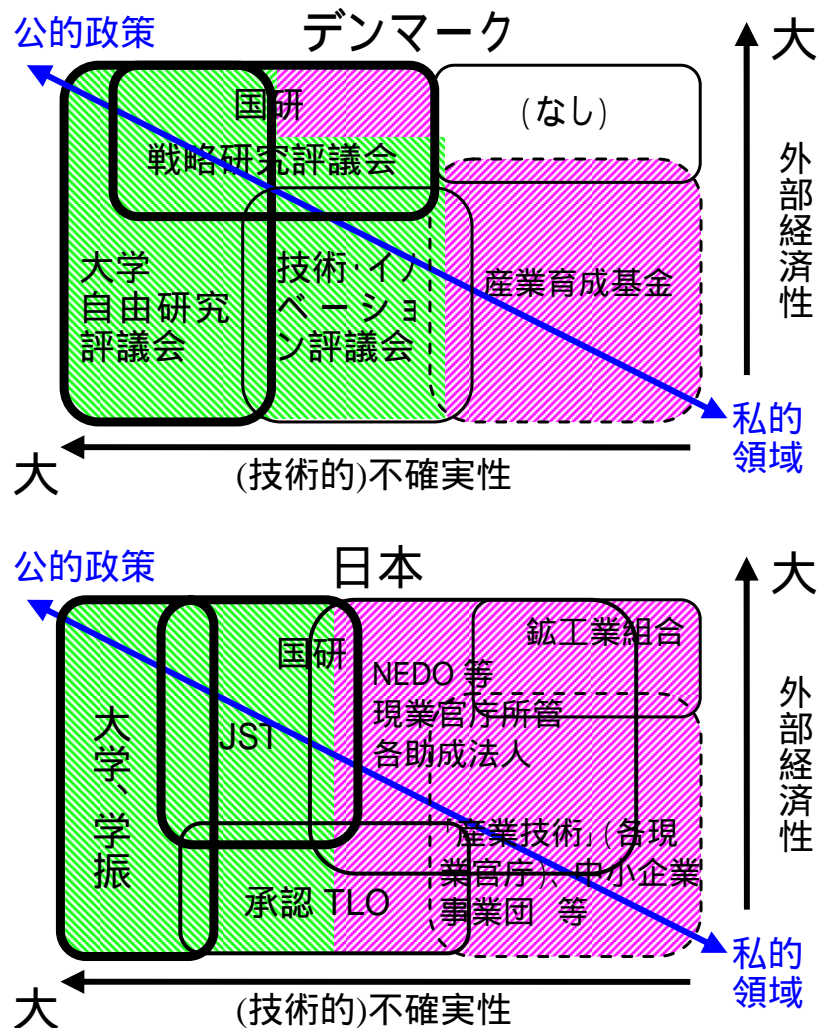 デンマーク
公的政策
大
国研
(なし)
戦略研究評議会
外部経済性
大学
自由研究
評議会
技術・イノ
ベーショ
ン評議会
産業育成基金
私的
領域
大
(技術的)不確実性
日本
公的政策
大
鉱工業組合
国研
NEDO 等
現業官庁所管
各助成法人
JST
外部経済性
大学、学振
「産業技術」(各現
業官庁)、中小企業
事業団 等
承認 TLO
私的
領域
大
(技術的)不確実性